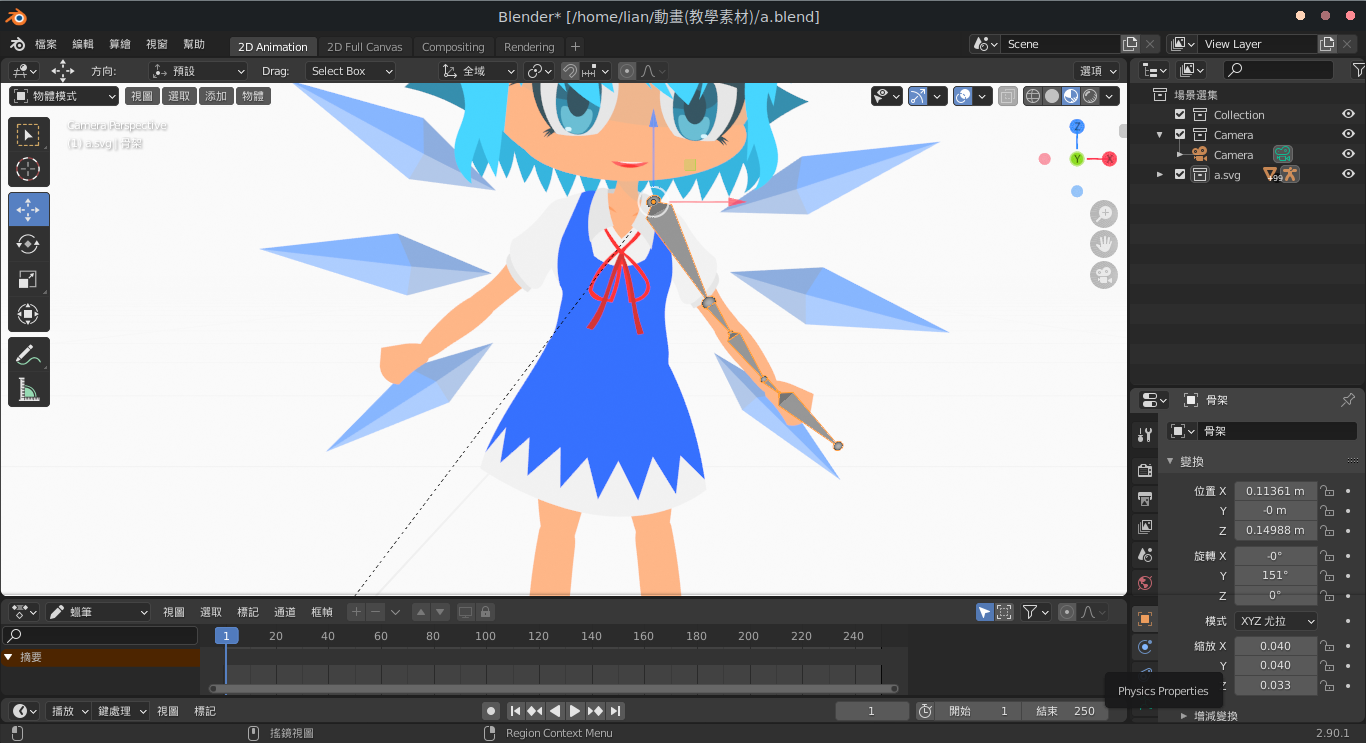 Blender* [/home/lian/動畫(教學素材)/a.blend]
檔案 編輯 算繪 視窗 幫助 2D Animation 2D Full Canvas Compositing Rendering + Scene View Layer
方向: 預設 Drag: Select Box 全域 選項
物體模式 視圖 選取 添加 物體
Camera Perspective
(1) a.svg | 骨架
Z
Y X
場景選集
Collection
Camera
Camera
a.svg +99
骨架
骨架
變換
位置 X 0.11361 m
Y -0 m
Z 0.14988 m
旋轉 X -0°
Y 151°
Z 0°
模式 XYZ 尤拉
縮放 X 0.040
Y 0.040
Z 0.033
增減變換
Physics Properties
蠟筆 視圖 選取 標記 通道 框幀
1 20 40 60 80 100 120 140 160 180 200 220 240
摘要
播放 鍵處理 視圖 標記 1 開始 1 結束 250
搖鏡視圖 Region Context Menu 2.90.1